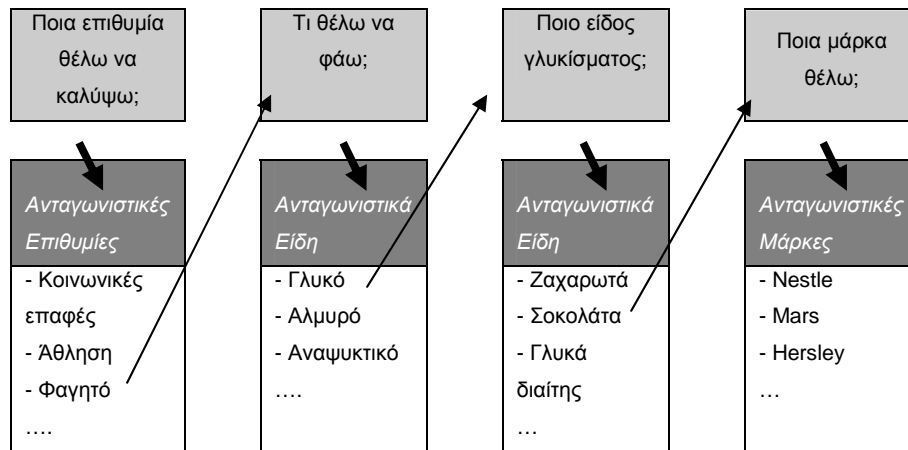 Ποια επιθυμία
θέλω να
καλύψω;
Ανταγωνιστικές
Επιθυμίες
- Κοινωνικές
επαφές
- Άθληση
- Φαγητό
....
Τι θέλω να
φάω;
Ανταγωνιστικά
Είδη
- Γλυκό
- Αλμυρό
- Αναψυκτικό
....
Ποιο είδος
γλυκίσματος;
Ανταγωνιστικά
Είδη
- Ζαχαρωτά
- Σοκολάτα
- Γλυκά
διαίτης
...
Ποια μάρκα
θέλω;
Ανταγωνιστικές
Μάρκες
- Nestle
- Mars
- Hersley
...